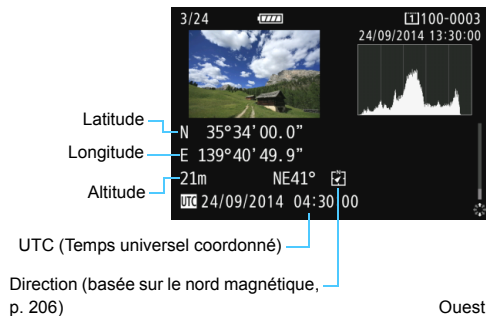 3/24 1 100-0003
24/09/2014 13:30:00
Latitude
N 35°34'00.0"
Longitude
E 139°40'49.9"
Altitude
21m NE41°
UTC 24/09/2014 04:30:00
UTC (Temps universel coordonné)
Direction (basée sur le nord magnétique,
p. 206)
Ouest